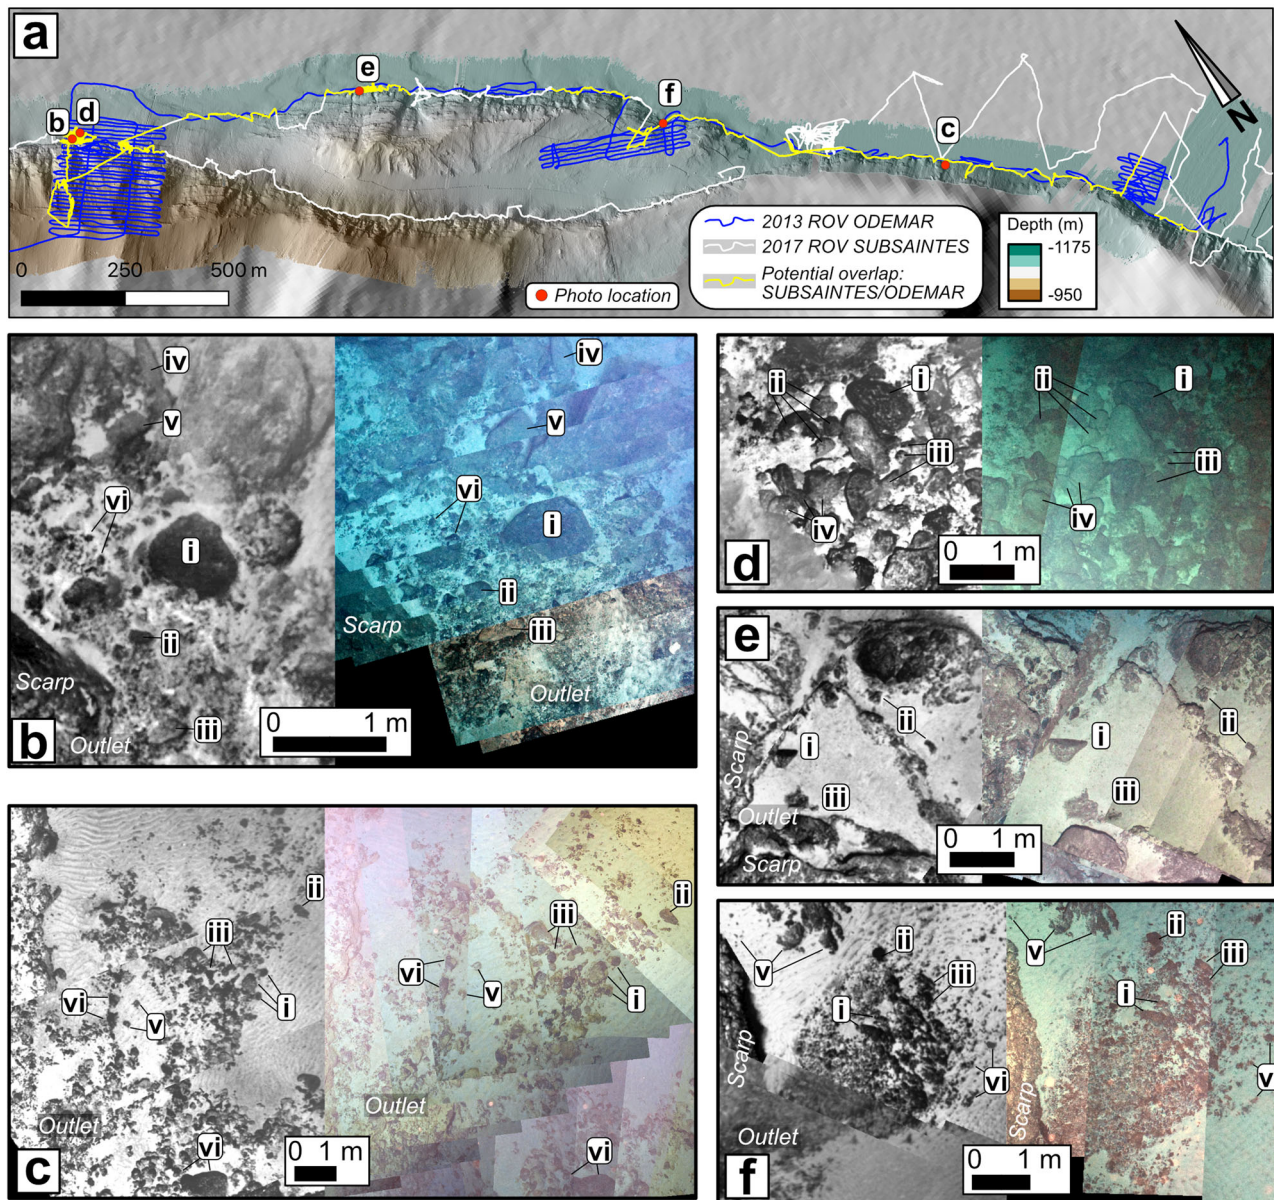 a
b
d
e
f
c
N
0 250 500 m
Photo location
2013 ROV ODEMAR
2017 ROV SUBSAINTES
Potential overlap:
SUBSAINTES/ODEMAR
Depth (m)
-1175
-950
iv
v
vi
i
ii
iii
Scarp
Outlet
b
0 1 m
iv
v
vi
i
ii
iii
Scarp
Outlet
ii
i
iii
iv
d
0 1 m
ii
i
iii
iv
e
ii
i
iii
Scarp
Outlet
Scarp
0 1 m
ii
i
iii
ii
iii
i
vi
v
Outlet
vi
c
0 1 m
ii
iii
vi
v
i
Outlet
vi
v
ii
iii
i
vi
Scarp
Outlet
f
0 1 m
v
ii
iii
i
v
Scarp